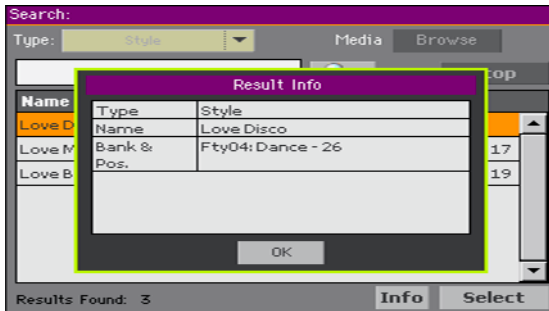 Search:
Type: Style Media Browse
top
Result Info
Name
Type Style
Love D
Name Love Disco
Love M 17
Bank & Fty04: Dance - 26
Pos.
Love B 19
OK
Results Found: 3 Info Select